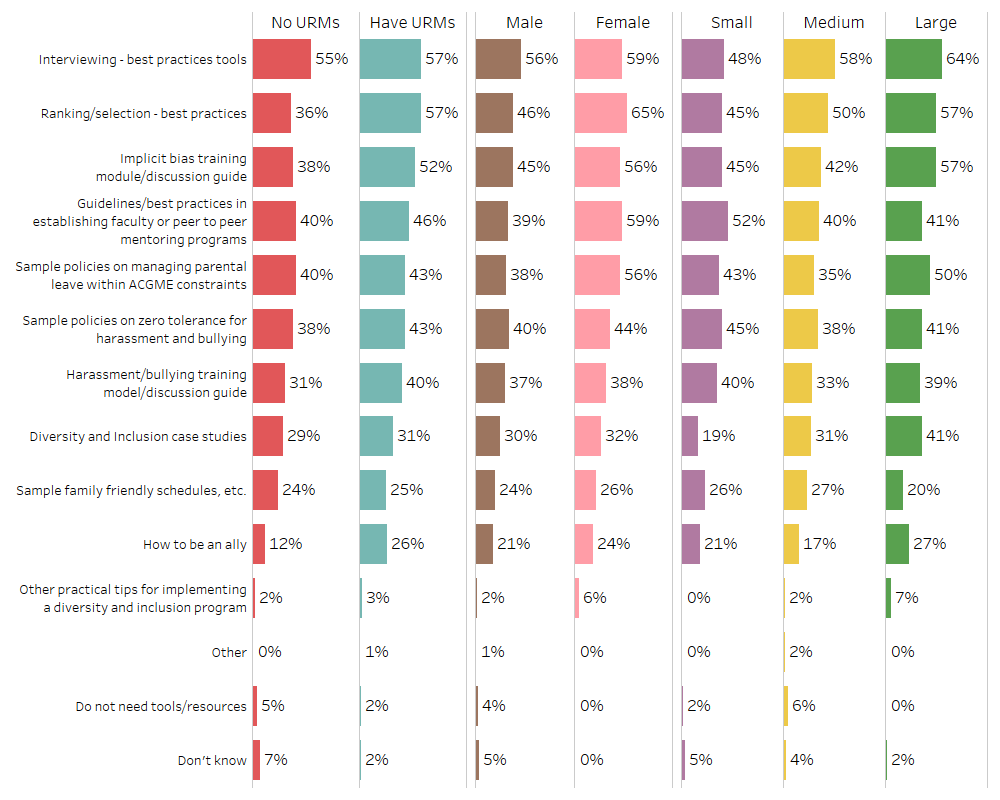 No URMs Have URMs Male Female Small Medium Large
Interviewing - best practices tools 55% 57% 56% 59% 48% 58% 64%
Ranking/selection - best practices 36% 57% 46% 65% 45% 50% 57%
Implicit bias training
module/discussion guide 38% 52% 45% 56% 45% 42% 57%
Guidelines/best practices in
establishing faculty or peer to peer 40% 46% 39% 59% 52% 40% 41%
mentoring programs
Sample policies on managing parental
leave within ACGME constraints 40% 43% 38% 56% 43% 35% 50%
Sample policies on zero tolerance for
harassment and bullying 38% 43% 40% 44% 45% 38% 41%
Harassment/bullying training
model/discussion guide 31% 40% 37% 38% 40% 33% 39%
Diversity and Inclusion case studies 29% 31% 30% 32% 19% 31% 41%
Sample family friendly schedules, etc. 24% 25% 24% 26% 26% 27% 20%
How to be an ally 12% 26% 21% 24% 21% 17% 27%
Other practical tips for implementing
a diversity and inclusion program 2% 3% 2% 6% 0% 2% 7%
Other 0% 1% 1% 0% 0% 2% 0%
Do not need tools/resources 5% 2% 4% 0% 2% 6% 0%
Don't know 7% 2% 5% 0% 5% 4% 2%